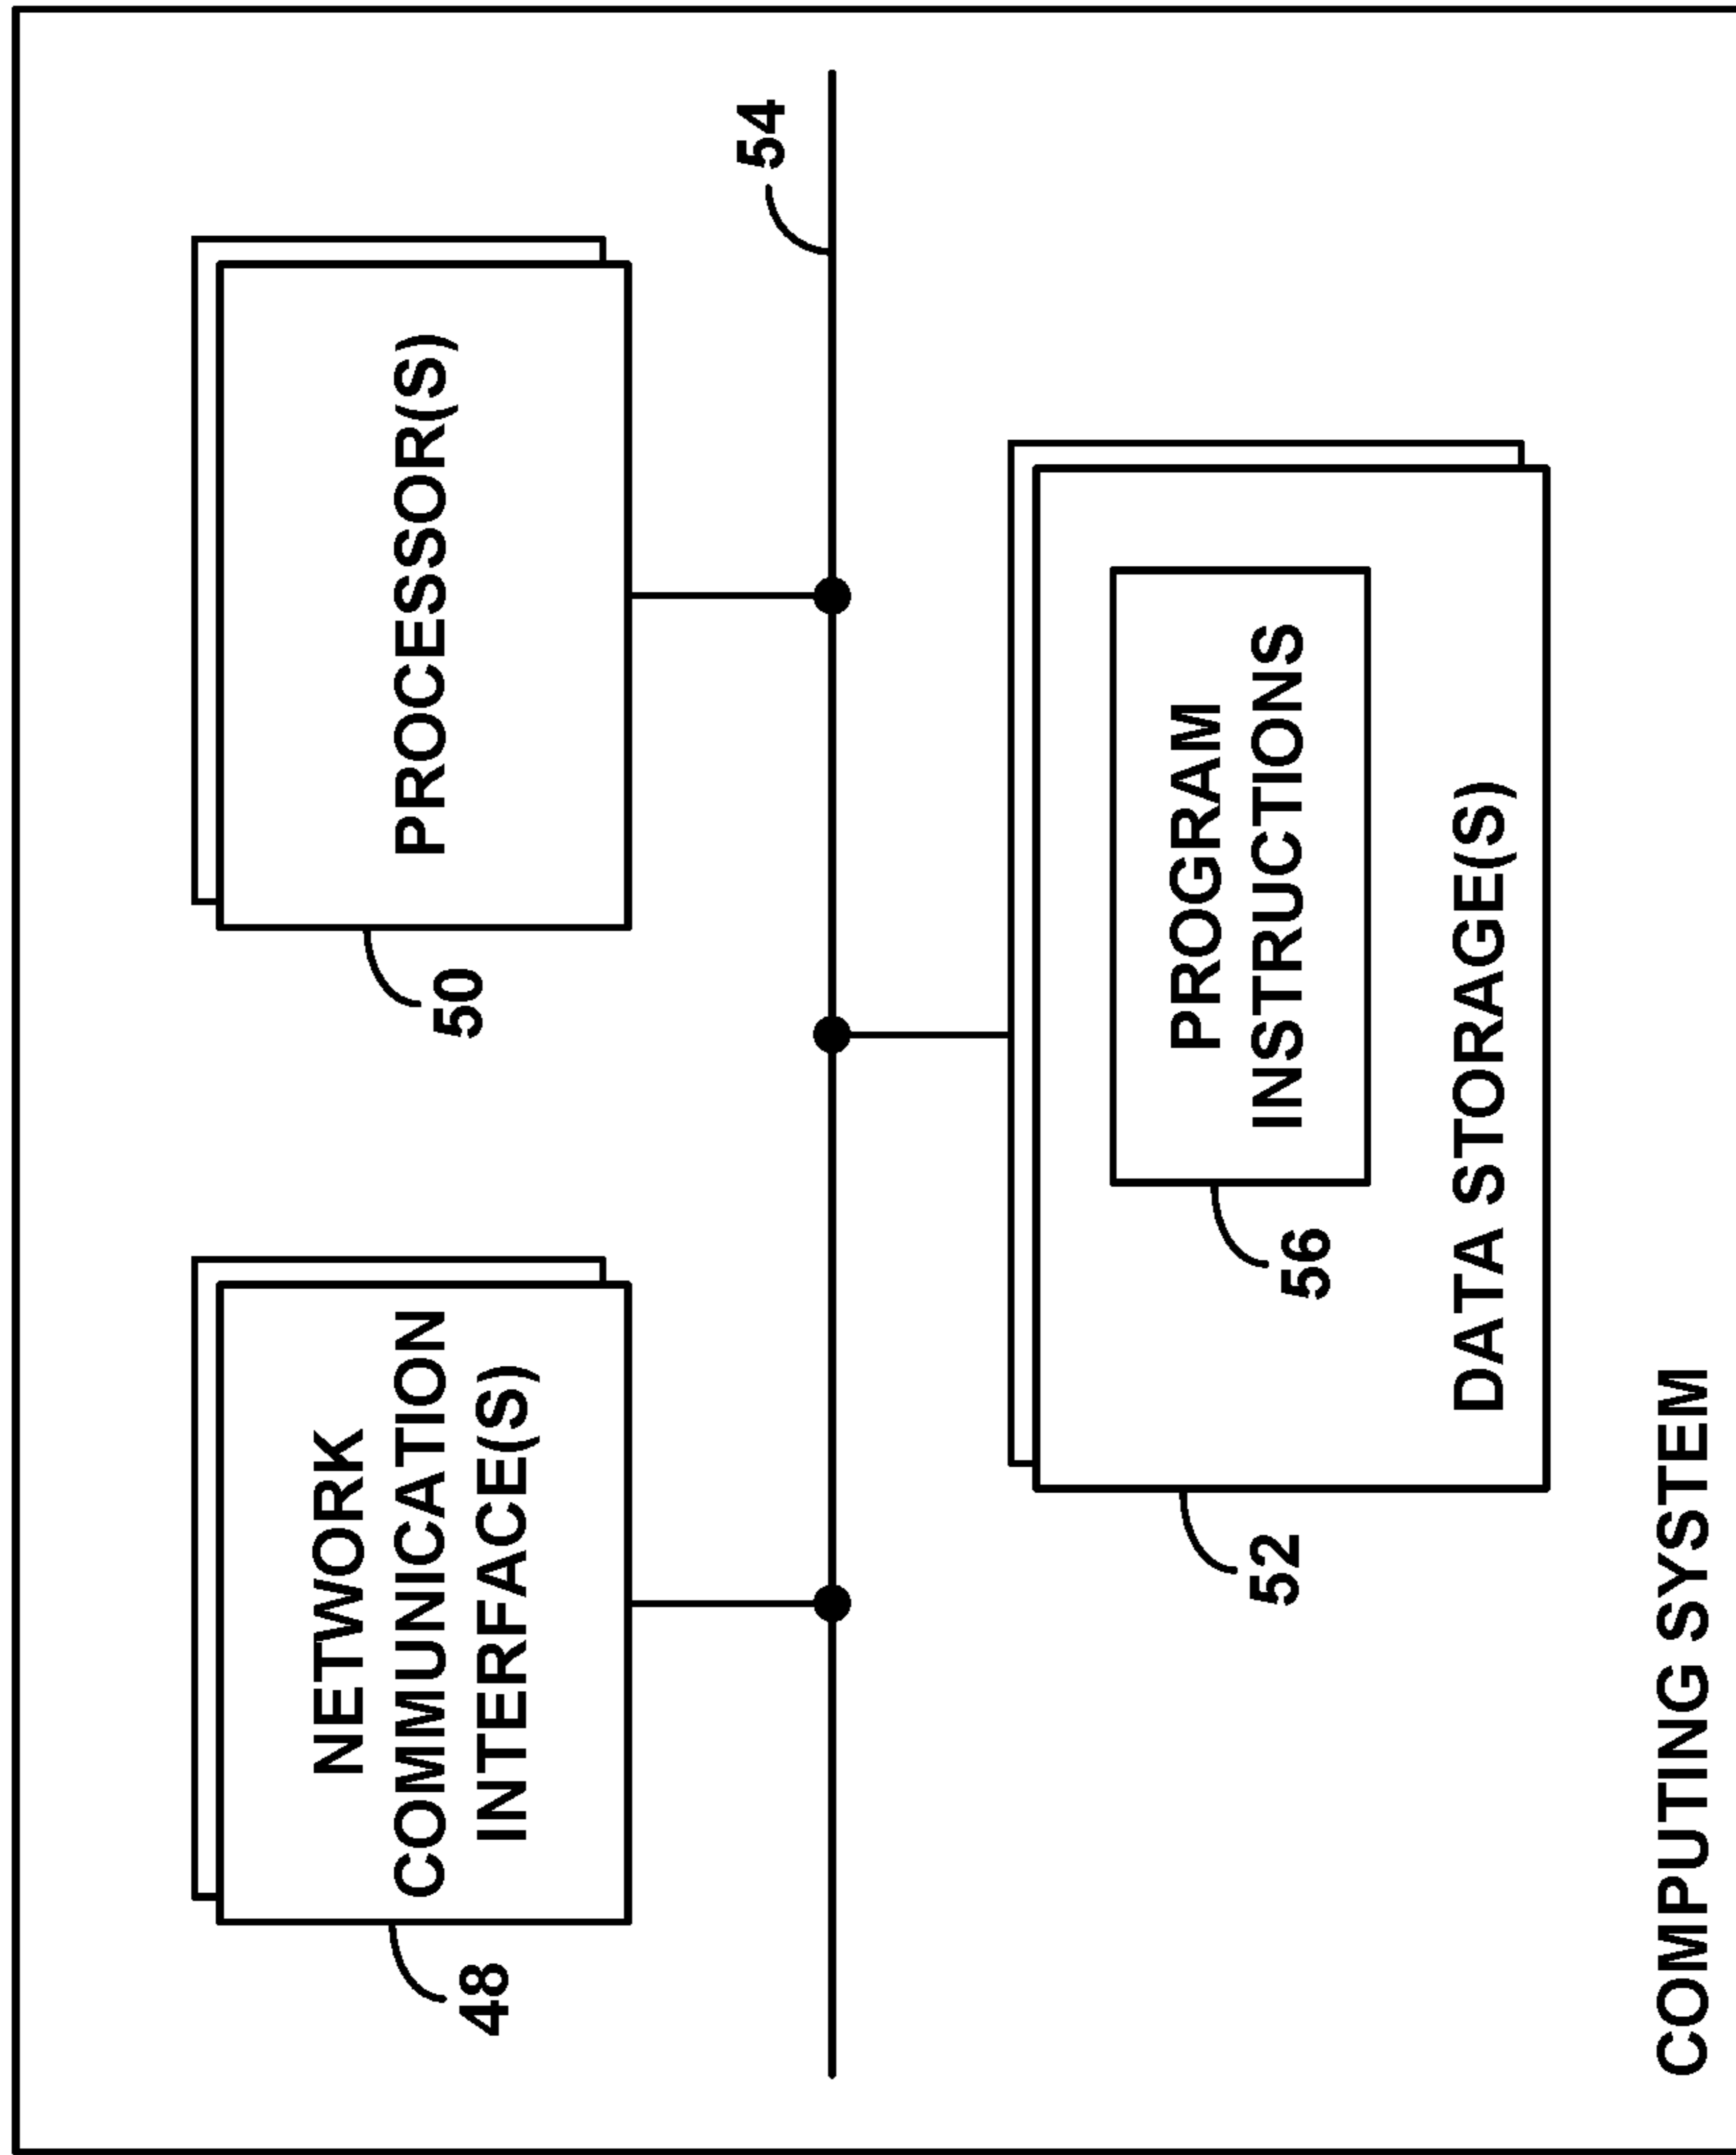 NETWORK
COMMUNICATION
INTERFACE(S)
48
PROCESSOR(S)
50
54
PROGRAM
INSTRUCTIONS
56
DATA STORAGE(S)
52
COMPUTING SYSTEM